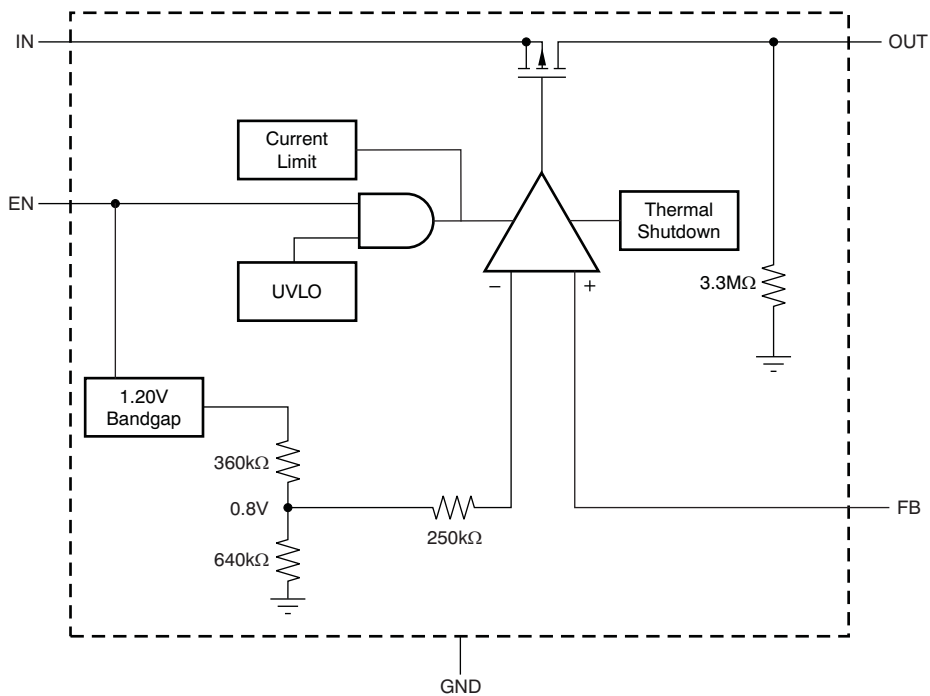 IN
OUT
Current
Limit
EN
Thermal
Shutdown
UVLO
−
+
3.3MΩ
1.20V
Bandgap
360kΩ
0.8V
FB
250kΩ
640kΩ
GND